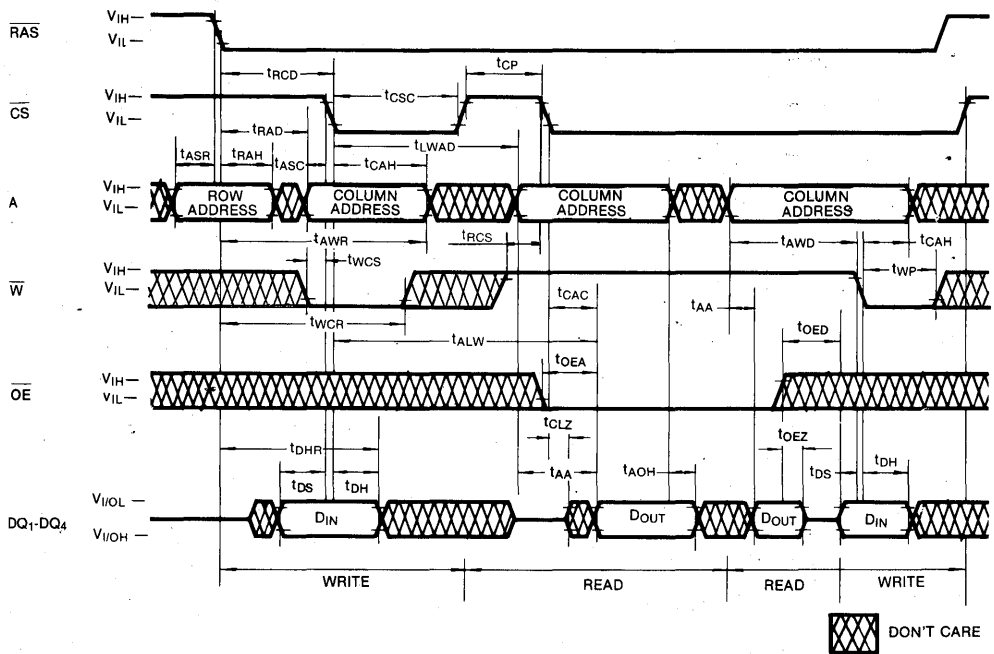 RAS
VIH
VIL
tRCD
tCP
CS
VIH
VIL
tCSC
tRAD
tLWAD
tASR
tRAH
tASC
tCAH
A
VIH
VIL
ROW ADDRESS
COLUMN ADDRESS
COLUMN ADDRESS
COLUMN ADDRESS
tAWR
tRCS
tAWD
tCAH
tWCS
tWP
W
VIH
VIL
tCAC
tAA
tWCR
tALW
tOED
tOEA
OE
VIH
VIL
tCLZ
tOEZ
tDHR
tAA
tAOH
tDS
tDH
tDS
tDH
DQ1-DQ4
VI/OL
VI/OH
DIN
DOUT
DOUT
DIN
WRITE
READ
READ
WRITE
DON'T CARE